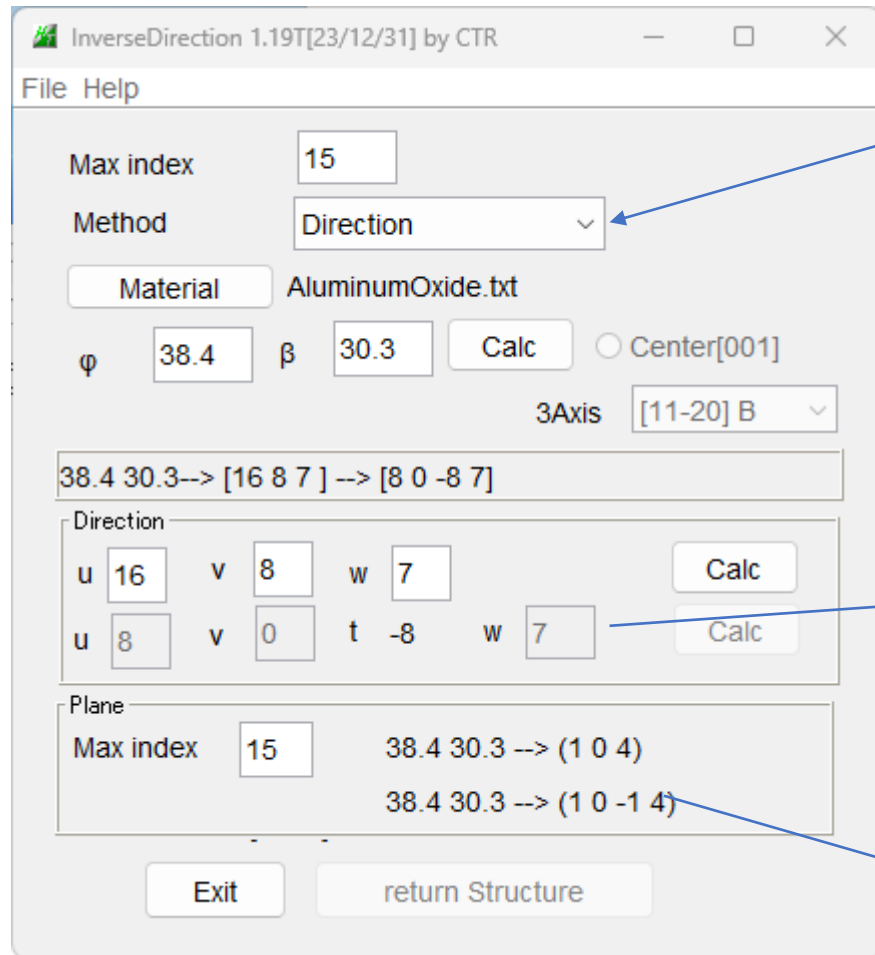 InverseDirection 1.19T[23/12/31] by CTR
File Help
Max index 15
Method Direction
Material AluminumOxide.txt
φ 38.4 β 30.3 Calc Center[001]
3Axis [11-20] B
38.4 30.3--> [16 8 7 ] --> [8 0 -8 7]
Direction
u 16 v 8 w 7 Calc
u 8 v 0 t -8 w 7 Calc
Plane
Max index 15 38.4 30.3 --> (1 0 4)
38.4 30.3 --> (1 0 -1 4)
Exit return Structure